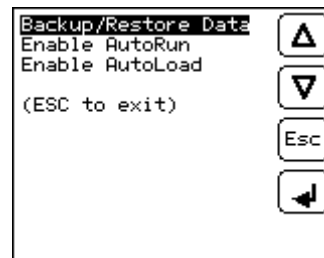 Backup/Restore Data
Enable AutoRun
Enable AutoLoad
(ESC to exit)
Esc